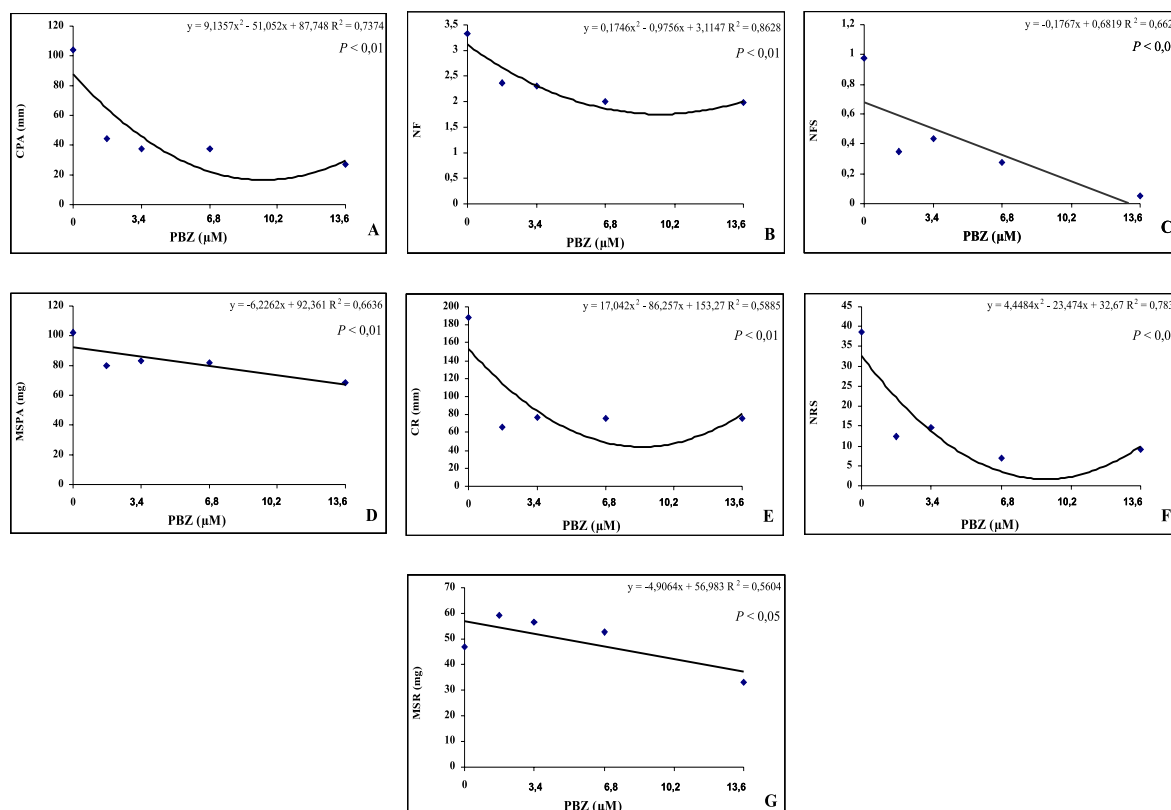 y = 9,1357x² - 51,052x + 87,748 R² = 0,7374
P < 0,01
120
100
80
60
40
20
0
CPA (mm)
0 3,4 6,8 10,2 13,6
PBZ (µM)
A
y = 0,1746x² - 0,9756x + 3,1147 R² = 0,8628
P < 0,01
3,5
3
2,5
2
1,5
1
0,5
0
NF
0 3,4 6,8 10,2 13,6
PBZ (µM)
B
y = -0,1767x + 0,6819 R² = 0,662
P < 0,0
1,2
1
0,8
0,6
0,4
0,2
0
NFS
0 3,4 6,8 10,2 13,6
PBZ (µM)
C
y = -6,2262x + 92,361 R² = 0,6636
P < 0,01
120
100
80
60
40
20
0
MSPA (mg)
0 3,4 6,8 10,2 13,6
PBZ (µM)
D
y = 17,042x² - 86,257x + 153,27 R² = 0,5885
P < 0,01
200
180
160
140
120
100
80
60
40
20
0
CR (mm)
0 3,4 6,8 10,2 13,6
PBZ (µM)
E
y = 4,4484x² - 23,474x + 32,67 R² = 0,783
P < 0,0
45
40
35
30
25
20
15
10
5
0
NRS
0 3,4 6,8 10,2 13,6
PBZ (µM)
F
y = -4,9064x + 56,983 R² = 0,5604
P < 0,05
70
60
50
40
30
20
10
0
MSR (mg)
0 3,4 6,8 10,2 13,6
PBZ (µM)
G